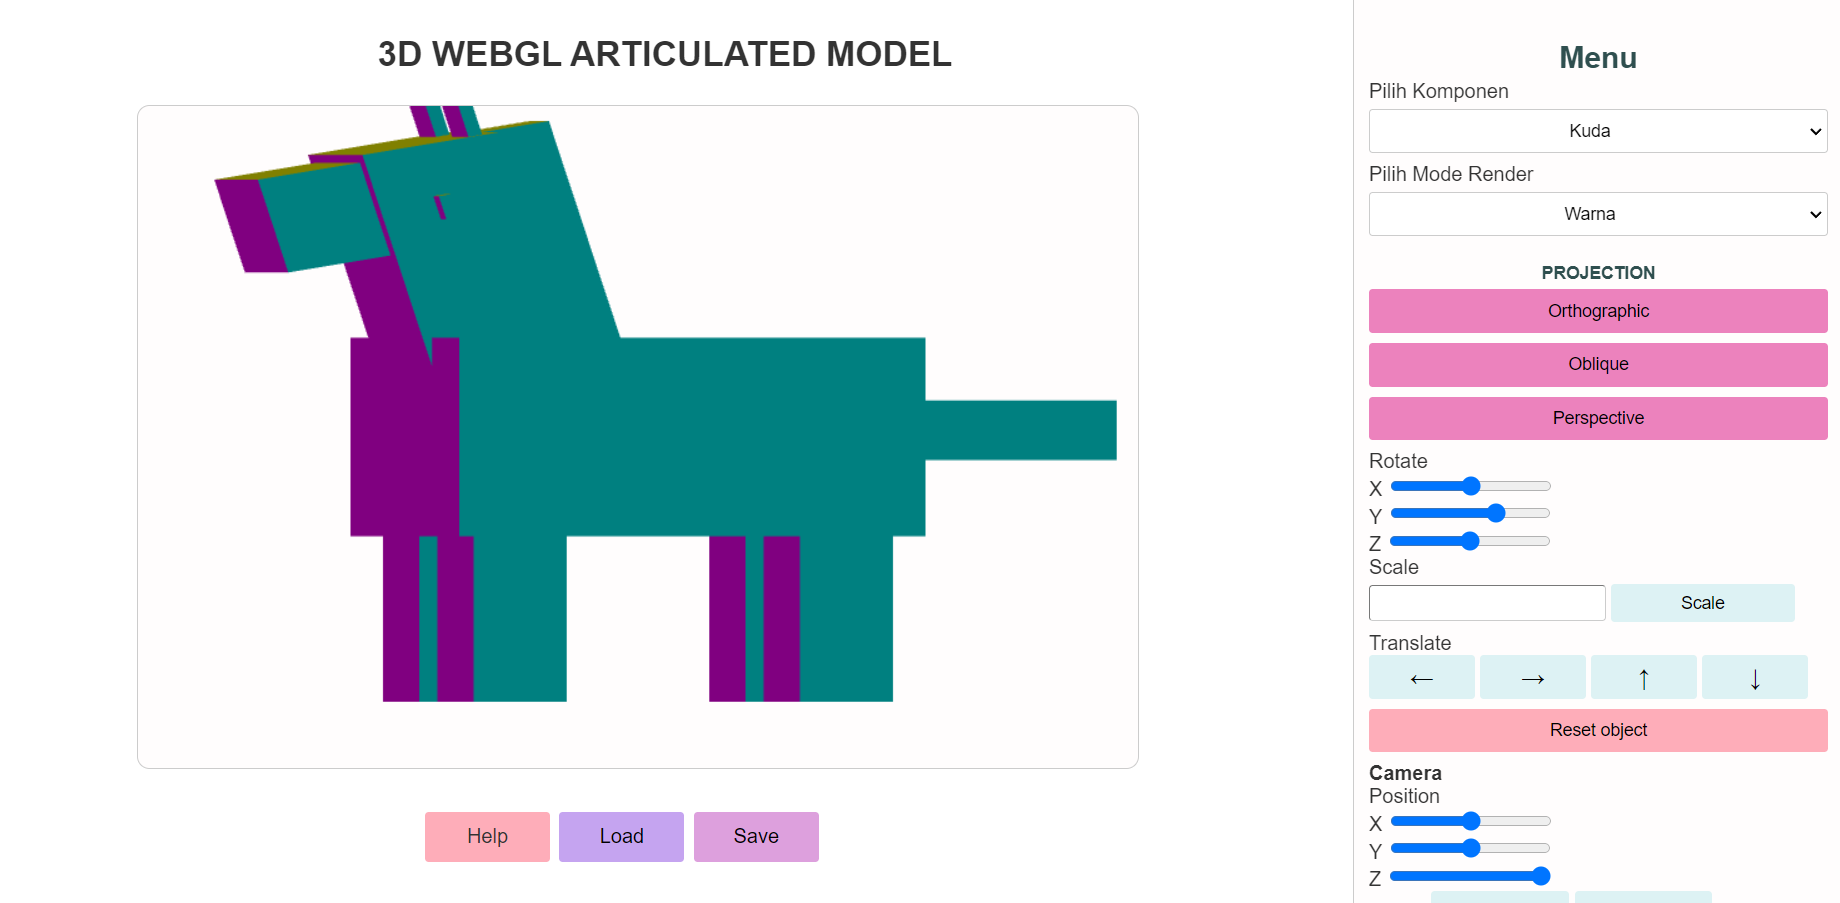 3D WEBGL ARTICULATED MODEL
Help
Load
Save
Menu
Pilih Komponen
Kuda
Pilih Mode Render
Warna
PROJECTION
Orthographic
Oblique
Perspective
Rotate
X
Y
Z
Scale
Scale
Translate
← → ↑ ↓
Reset object
Camera
Position
X
Y
Z